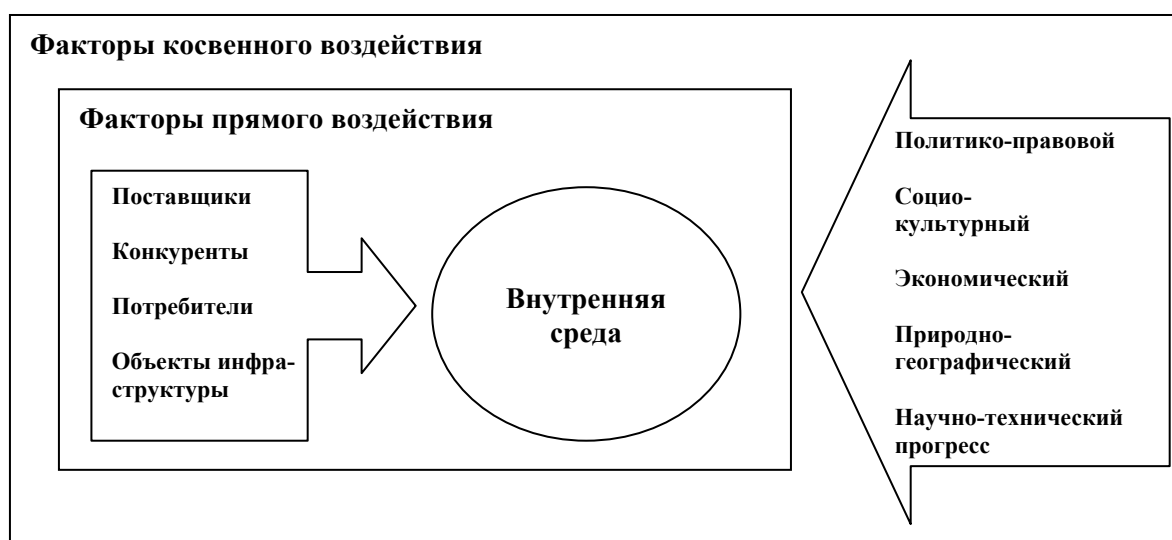 Факторы косвенного воздействия
Факторы прямого воздействия
Поставщики
Конкуренты
Потребители
Объекты инфра-
структуры
Внутренняя
среда
Политико-правовой
Социо-
культурный
Экономический
Природно-
географический
Научно-технический
прогресс